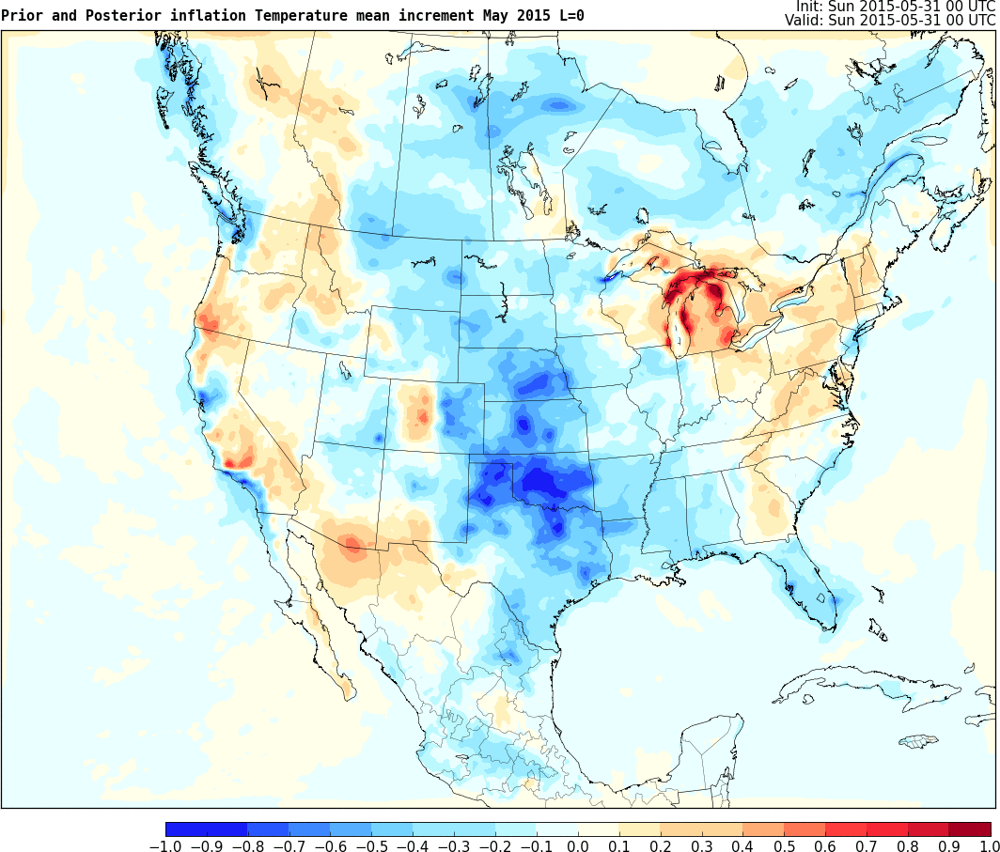 Prior and Posterior inflation Temperature mean increment May 2015 L=0
Init: Sun 2015-05-31 00 UTC
Valid: Sun 2015-05-31 00 UTC
−1.0 −0.9 −0.8 −0.7 −0.6 −0.5 −0.4 −0.3 −0.2 −0.1 0.0 0.1 0.2 0.3 0.4 0.5 0.6 0.7 0.8 0.9 1.0